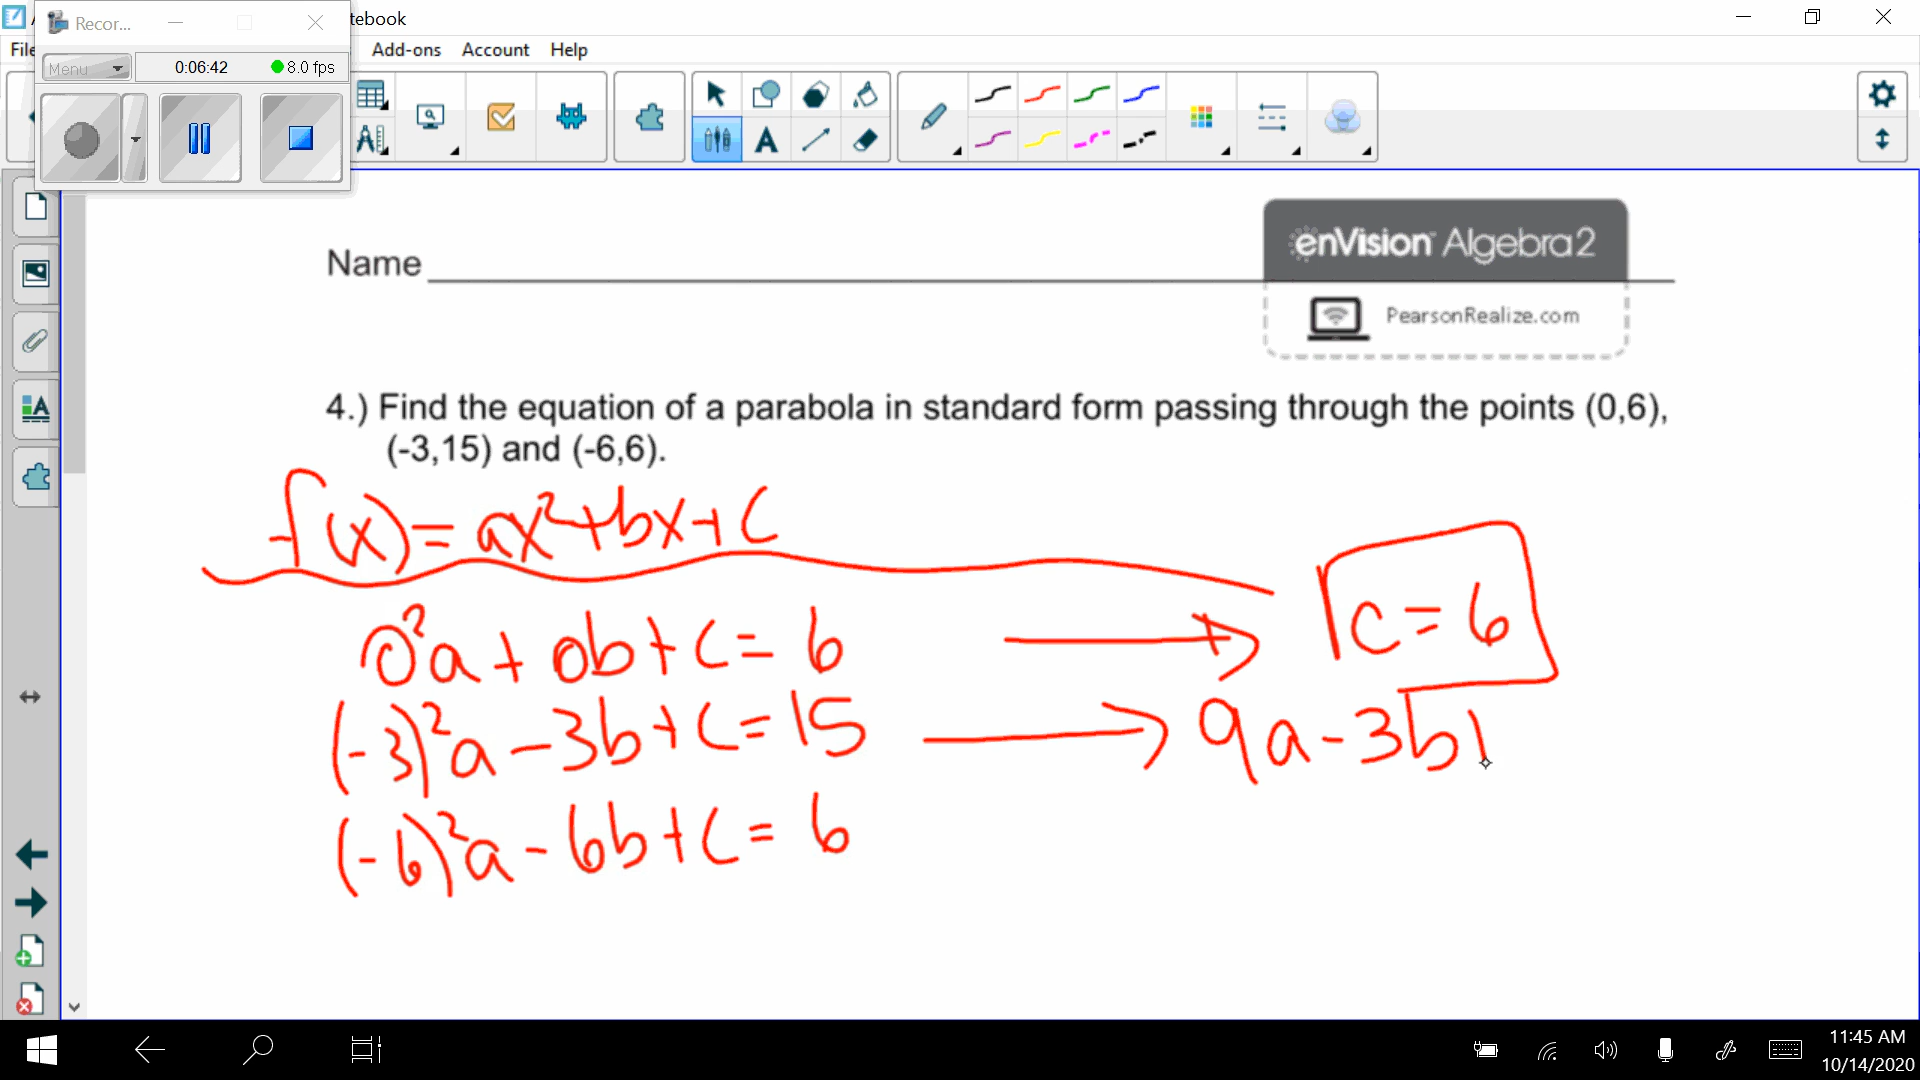 Recor...
tebook
File
Add-ons Account Help
Menu 0:06:42 8.0 fps
enVision Algebra2
Name
PearsonRealize.com
4.) Find the equation of a parabola in standard form passing through the points (0,6),
(-3,15) and (-6,6).
f(x)=ax²+bx+c
0²a+0b+c=6
c=6
(-3)²a-3b+c=15
9a-3b
(-6)²a-6b+c=6
11:45 AM
10/14/2020